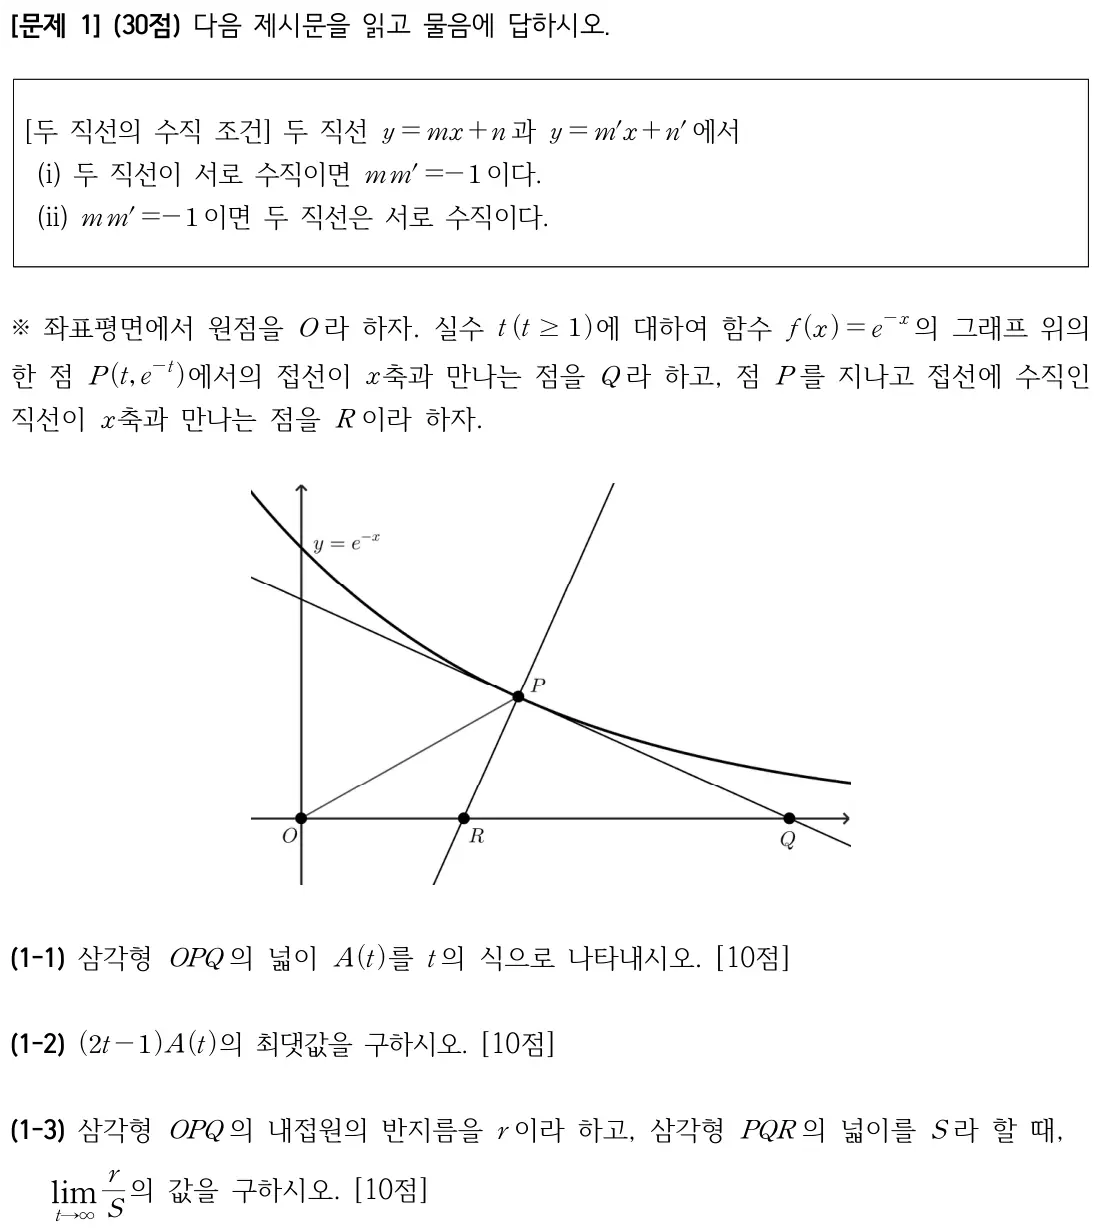 [문제 1] (30점) 다음 제시문을 읽고 물음에 답하시오.
[두 직선의 수직 조건] 두 직선 y = mx + n과 y = m′x + n′에서
(i) 두 직선이 서로 수직이면 mm′ = −1이다.
(ii) mm′ = −1이면 두 직선은 서로 수직이다.
※ 좌표평면에서 원점을 O라 하자. 실수 t (t ≥ 1)에 대하여 함수 f(x) = e^{-x}의 그래프 위의
한 점 P(t, e^{-t})에서의 접선이 x축과 만나는 점을 Q라 하고, 점 P를 지나고 접선에 수직인
직선이 x축과 만나는 점을 R이라 하자.
y = e^{-x}
P
O
R
Q
(1-1) 삼각형 OPQ의 넓이 A(t)를 t의 식으로 나타내시오. [10점]
(1-2) (2t − 1)A(t)의 최댓값을 구하시오. [10점]
(1-3) 삼각형 OPQ의 내접원의 반지름을 r이라 하고, 삼각형 PQR의 넓이를 S라 할 때,
lim_{t→∞} r/S의 값을 구하시오. [10점]